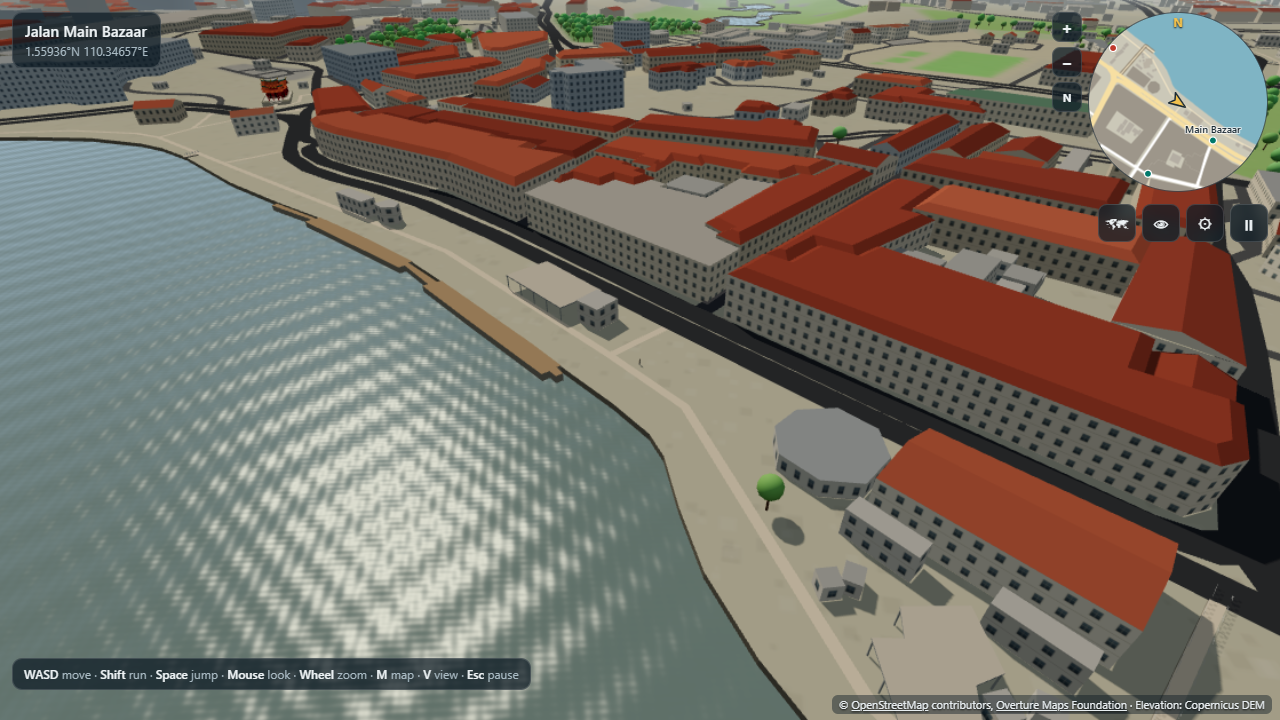 Jalan Main Bazaar
1.55936°N 110.34657°E
N
+
−
N
Main Bazaar
WASD move · Shift run · Space jump · Mouse look · Wheel zoom · M map · V view · Esc pause
© OpenStreetMap contributors, Overture Maps Foundation · Elevation: Copernicus DEM